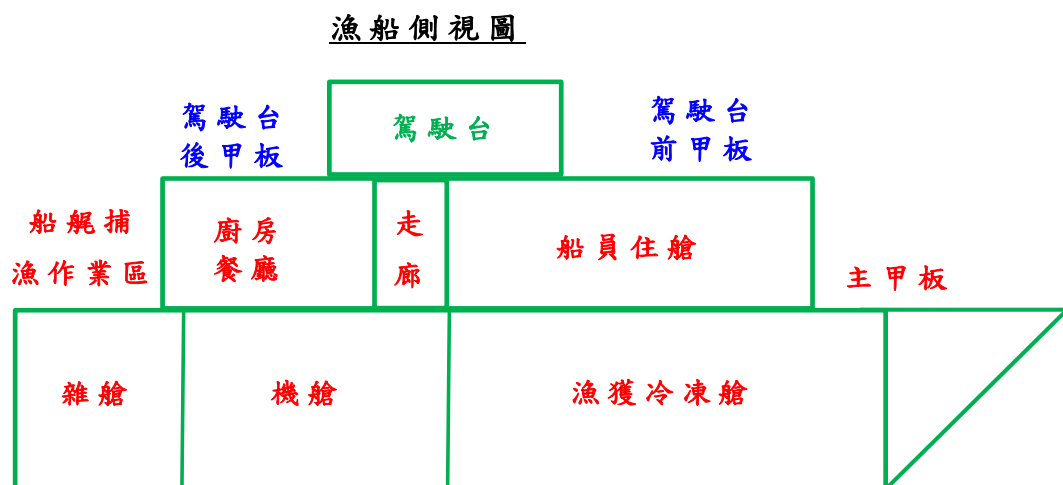 漁船側視圖
駕駛台
後甲板
駕駛台
駕駛台
前甲板
船艉捕
漁作業區
廚房
餐廳
走
廊
船員住艙
主甲板
雜艙
機艙
漁獲冷凍艙